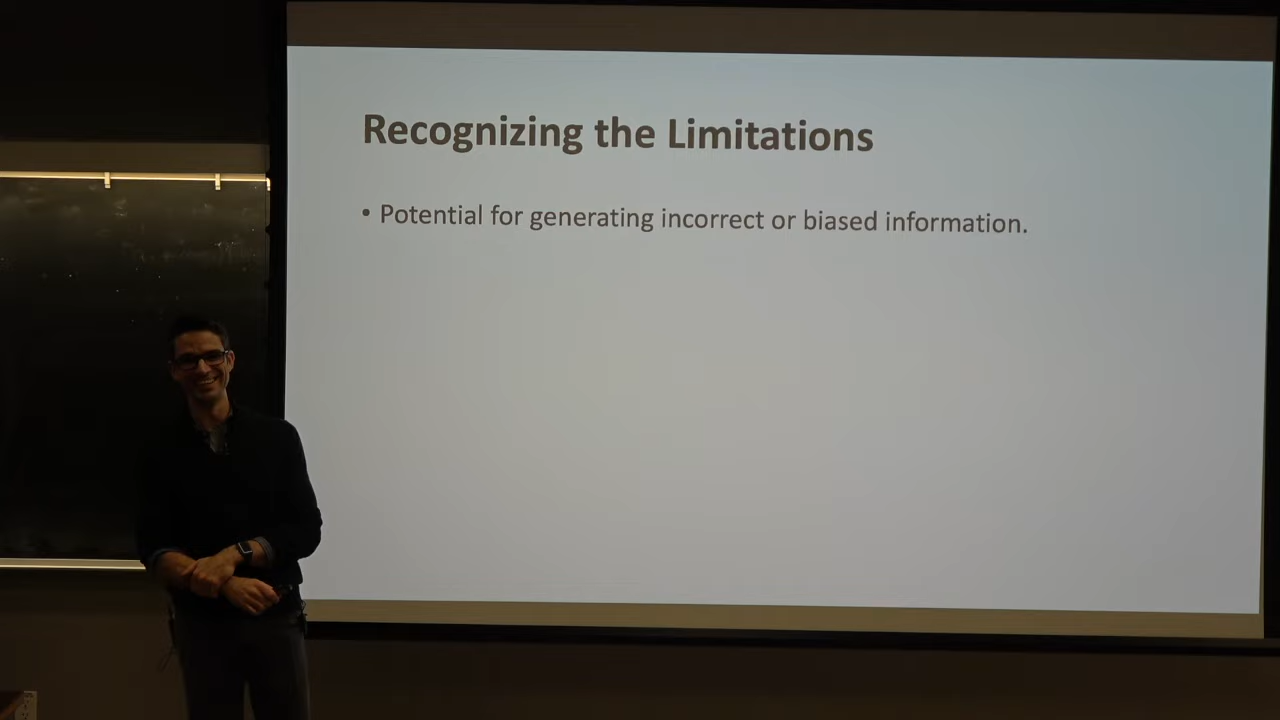 Recognizing the Limitations
• Potential for generating incorrect or biased information.